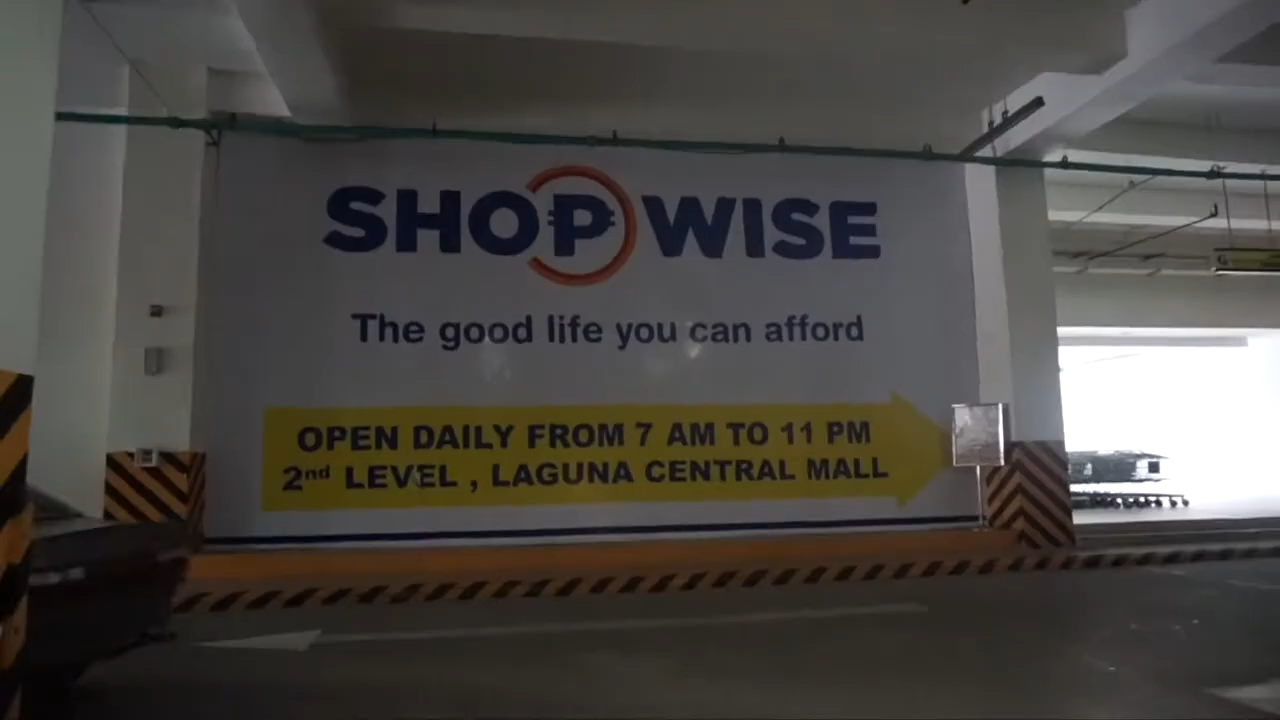 SHOPWISE
The good life you can afford
OPEN DAILY FROM 7 AM TO 11 PM
2nd LEVEL , LAGUNA CENTRAL MALL